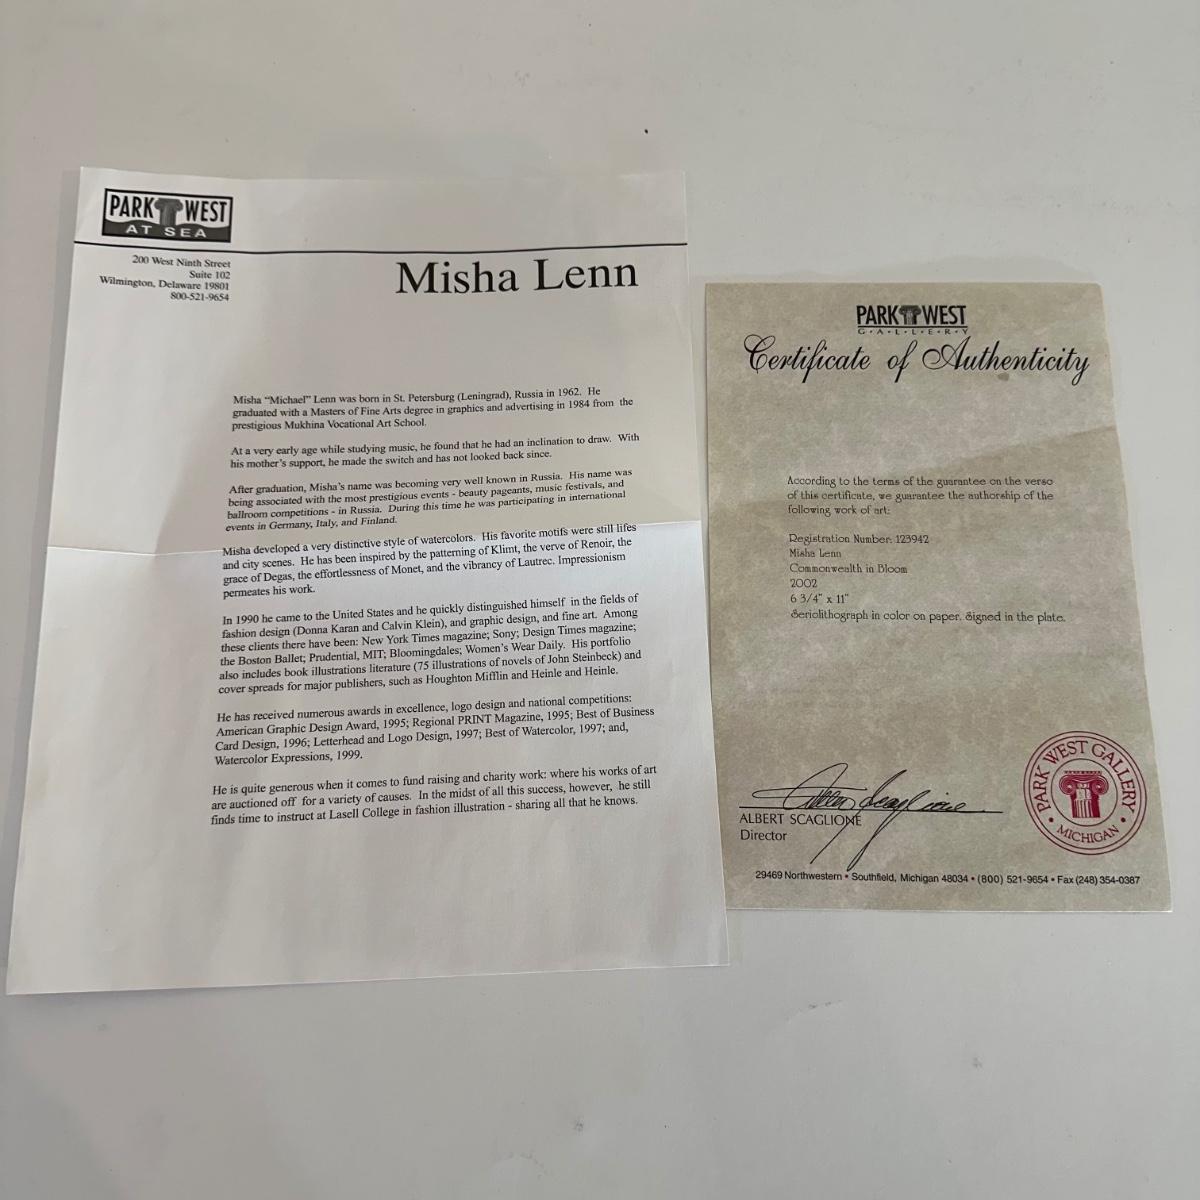 PARK WEST
AT SEA
200 West Ninth Street
Suite 102
Wilmington, Delaware 19801
800-521-9654
Misha Lenn
Misha "Michael" Lenn was born in St. Petersburg (Leningrad), Russia in 1962. He
graduated with a Masters of Fine Arts degree in graphics and advertising in 1984 from the
prestigious Mukhina Vocational Art School.
At a very early age while studying music, he found that he had an inclination to draw. With
his mother's support, he made the switch and has not looked back since.
After graduation, Misha's name was becoming very well known in Russia. His name was
being associated with the most prestigious events - beauty pageants, music festivals, and
ballroom competitions - in Russia. During this time he was participating in international
events in Germany, Italy, and Finland.
Misha developed a very distinctive style of watercolors. His favorite motifs were still lifes
and city scenes. He has been inspired by the patterning of Klimt, the verve of Renoir, the
grace of Degas, the effortlessness of Monet, and the vibrancy of Lautrec. Impressionism
permeates his work.
In 1990 he came to the United States and he quickly distinguished himself in the fields of
fashion design (Donna Karan and Calvin Klein), and graphic design, and fine art. Among
these clients there have been: New York Times magazine; Sony; Design Times magazine;
the Boston Ballet; Prudential, MIT; Bloomingdales; Women's Wear Daily. His portfolio
also includes book illustrations literature (75 illustrations of novels of John Steinbeck) and
cover spreads for major publishers, such as Houghton Mifflin and Heinle and Heinle.
He has received numerous awards in excellence, logo design and national competitions:
American Graphic Design Award, 1995; Regional PRINT Magazine, 1995; Best of Business
Card Design, 1996; Letterhead and Logo Design, 1997; Best of Watercolor, 1997; and,
Watercolor Expressions, 1999.
He is quite generous when it comes to fund raising and charity work: where his works of art
are auctioned off for a variety of causes. In the midst of all this success, however, he still
finds time to instruct at Lasell College in fashion illustration - sharing all that he knows.
PARK WEST
G•A•L•L•E•R•Y
Certificate of Authenticity
According to the terms of the guarantee on the verso
of this certificate, we guarantee the authorship of the
following work of art:
Registration Number: 123942
Misha Lenn
Commonwealth in Bloom
2002
6 3/4" x 11"
Seriolithograph in color on paper. Signed in the plate.
Albert Scaglione
ALBERT SCAGLIONE
Director
PARK WEST GALLERY
• MICHIGAN •
29469 Northwestern • Southfield, Michigan 48034 • (800) 521-9654 • Fax (248) 354-0387